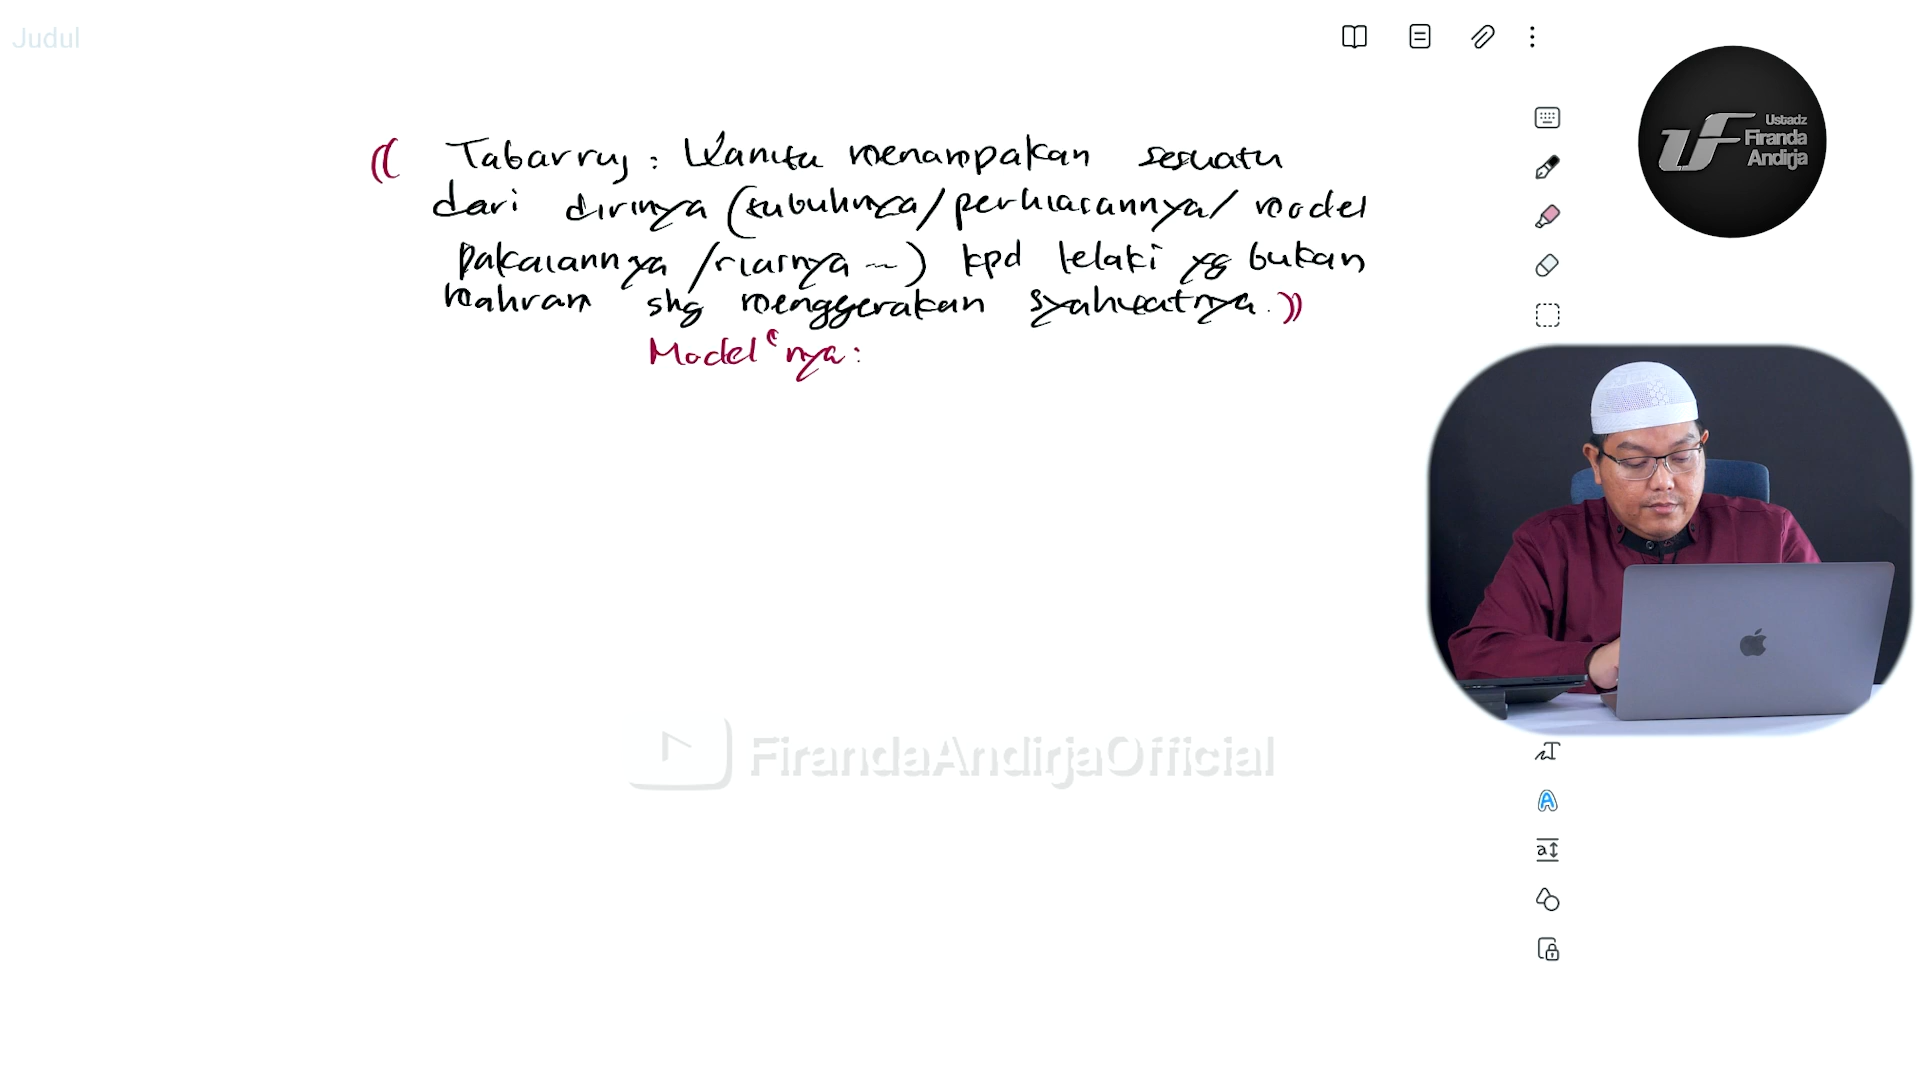 Judul
Ustadz
Firanda
Andirja
(( Tabarruj : Wanita menampakan sesuatu
dari dirinya (tubuhnya/perhiasannya/model
pakaiannya /riasnya ~) kpd lelaki yg bukan
mahram shg menggerakan syahwatnya. ))
Model²nya:
FirandaAndirjaOfficial